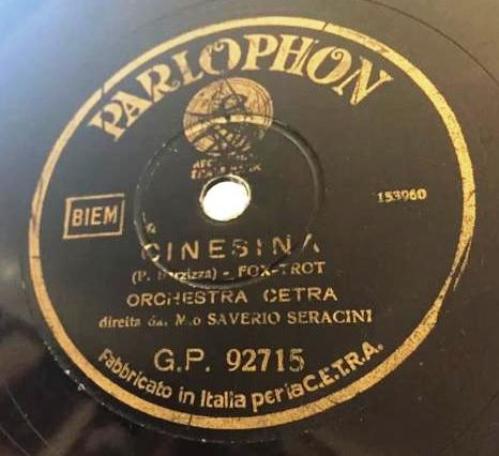 PARLOPHON
BIEM
153960
CINESINA
(P. Barzizza) - FOX-TROT
ORCHESTRA CETRA
diretta da. M.o SAVERIO SERACINI
G.P. 92715
Fabbricato in Italia per la C.E.T.R.A.